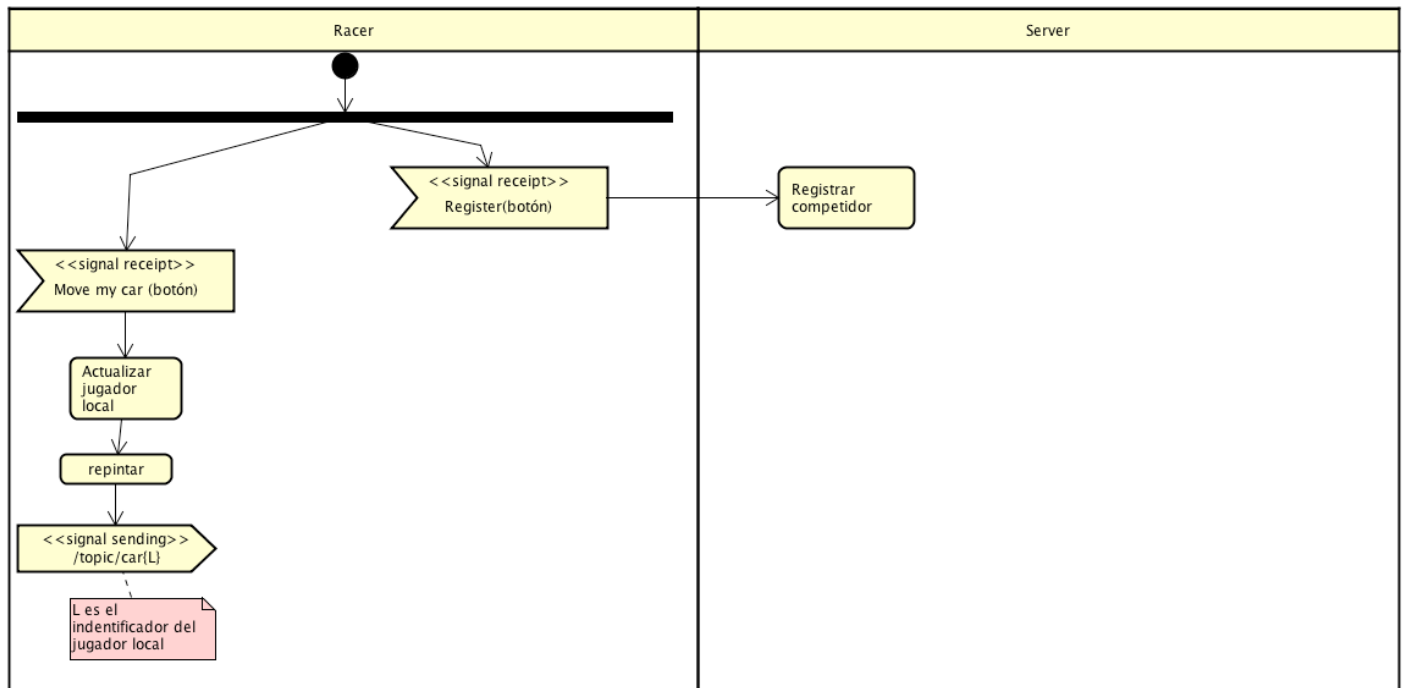 Racer
Server
<<signal receipt>>
Register(botón)
Registrar
competidor
<<signal receipt>>
Move my car (botón)
Actualizar
jugador
local
repintar
<<signal sending>>
/topic/car{L}
L es el
indentificador del
jugador local